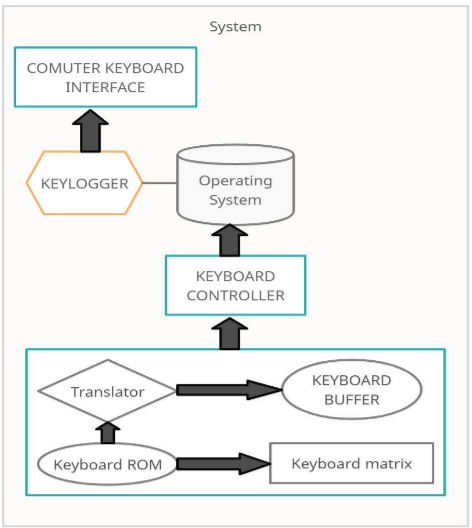 System
COMUTER KEYBOARD
INTERFACE
KEYLOGGER
Operating
System
KEYBOARD
CONTROLLER
Translator
KEYBOARD
BUFFER
Keyboard ROM
Keyboard matrix